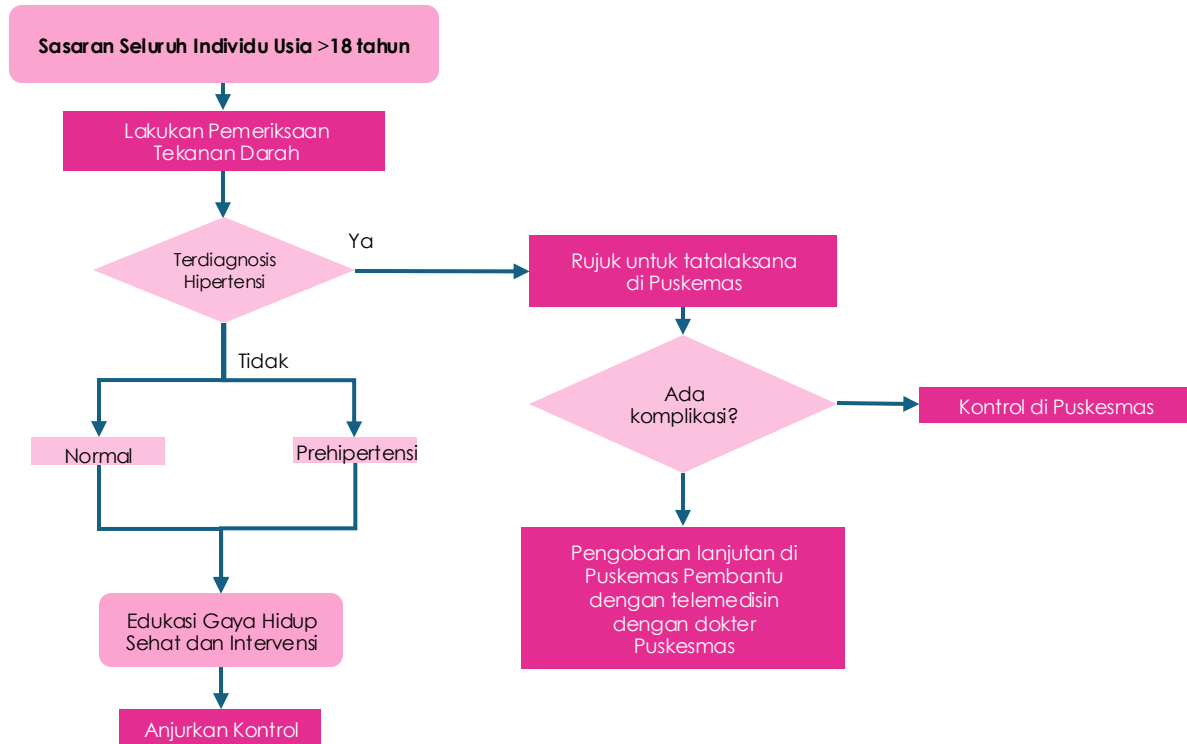 Sasaran Seluruh Individu Usia >18 tahun
Lakukan Pemeriksaan
Tekanan Darah
Terdiagnosis
Hipertensi
Ya
Rujuk untuk tatalaksana
di Puskemas
Tidak
Normal
Prehipertensi
Ada
komplikasi?
Kontrol di Puskesmas
Pengobatan lanjutan di
Puskemas Pembantu
dengan telemedisin
dengan dokter
Puskesmas
Edukasi Gaya Hidup
Sehat dan Intervensi
Anjurkan Kontrol